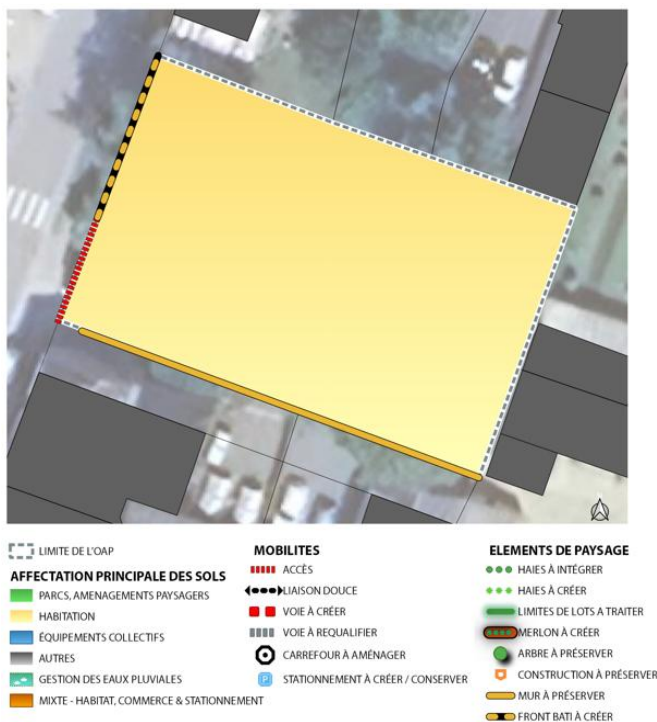 LIMITE DE L'OAP
AFFECTATION PRINCIPALE DES SOLS
PARCS, AMENAGEMENTS PAYSAGERS
HABITATION
ÉQUIPEMENTS COLLECTIFS
AUTRES
GESTION DES EAUX PLUVIALES
MIXTE - HABITAT, COMMERCE & STATIONNEMENT
MOBILITES
ACCÈS
LIAISON DOUCE
VOIE À CRÉER
VOIE À REQUALIFIER
CARREFOUR À AMÉNAGER
P STATIONNEMENT À CRÉER / CONSERVER
ELEMENTS DE PAYSAGE
HAIES À INTÉGRER
HAIES À CRÉER
LIMITES DE LOTS A TRAITER
MERLON À CRÉER
ARBRE À PRÉSERVER
CONSTRUCTION À PRÉSERVER
MUR À PRÉSERVER
FRONT BATI À CRÉER